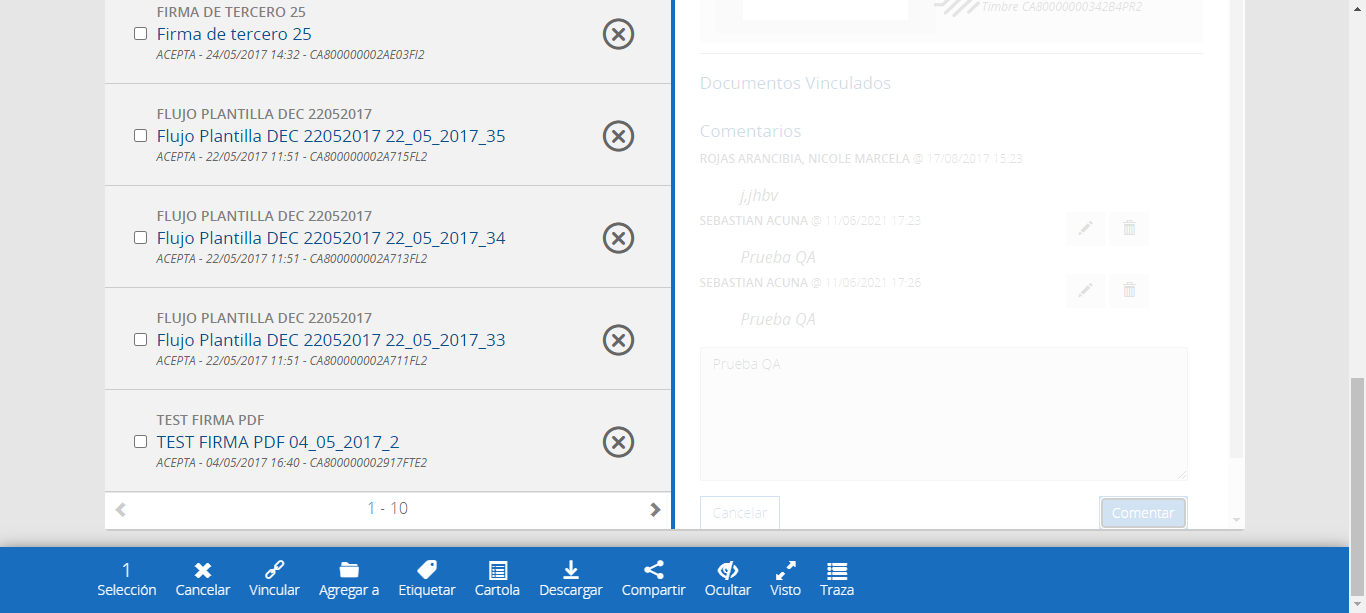 FIRMA DE TERCERO 25
Firma de tercero 25
ACEPTA - 24/05/2017 14:32 - CA800000002AE03FI2
FLUJO PLANTILLA DEC 22052017
Flujo Plantilla DEC 22052017 22_05_2017_35
ACEPTA - 22/05/2017 11:51 - CA800000002A715FL2
FLUJO PLANTILLA DEC 22052017
Flujo Plantilla DEC 22052017 22_05_2017_34
ACEPTA - 22/05/2017 11:51 - CA800000002A713FL2
FLUJO PLANTILLA DEC 22052017
Flujo Plantilla DEC 22052017 22_05_2017_33
ACEPTA - 22/05/2017 11:51 - CA800000002A711FL2
TEST FIRMA PDF
TEST FIRMA PDF 04_05_2017_2
ACEPTA - 04/05/2017 16:40 - CA800000002917FTE2
1 - 10
Timbre CA80000000342B4PR2
Documentos Vinculados
Comentarios
ROJAS ARANCIBIA, NICOLE MARCELA @ 17/08/2017 15:23
j,jhbv
SEBASTIAN ACUNA @ 11/06/2021 17:23
Prueba QA
SEBASTIAN ACUNA @ 11/06/2021 17:26
Prueba QA
Prueba QA
Cancelar
Comentar
1
Selección
Cancelar
Vincular
Agregar a
Etiquetar
Cartola
Descargar
Compartir
Ocultar
Visto
Traza